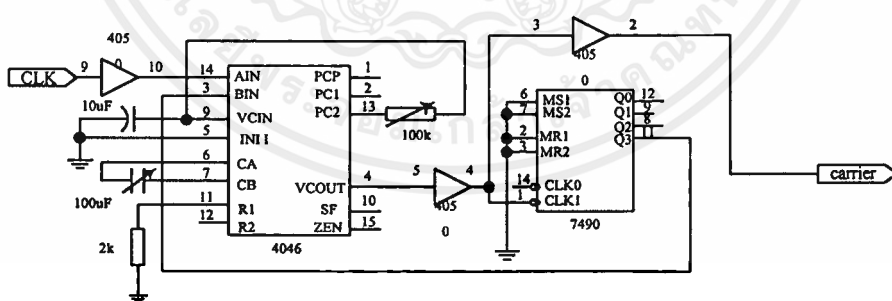 CLK
9
405
0
10
10uF
100uF
2k
14
3
9
5
6
7
11
12
AIN
BIN
VCIN
INH
CA
CB
R1
R2
PCP
PC1
PC2
VCOUT
SF
ZEN
1
2
13
4
10
15
4046
100k
5
4
405
0
3
2
405
0
6
7
2
3
14
1
MS1
MS2
MR1
MR2
CLK0
CLK1
Q0
Q1
Q2
Q3
12
9
8
11
7490
carrier